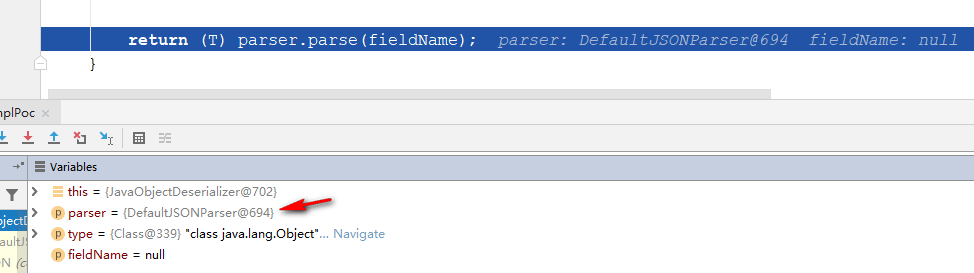 return (T) parser.parse(fieldName); parser: DefaultJSONParser@694 fieldName: null
}
nplPoc ×
Variables
this = {JavaObjectDeserializer@702}
parser = {DefaultJSONParser@694}
type = {Class@339} "class java.lang.Object"... Navigate
fieldName = null
bjectD
aultJS
ON (c